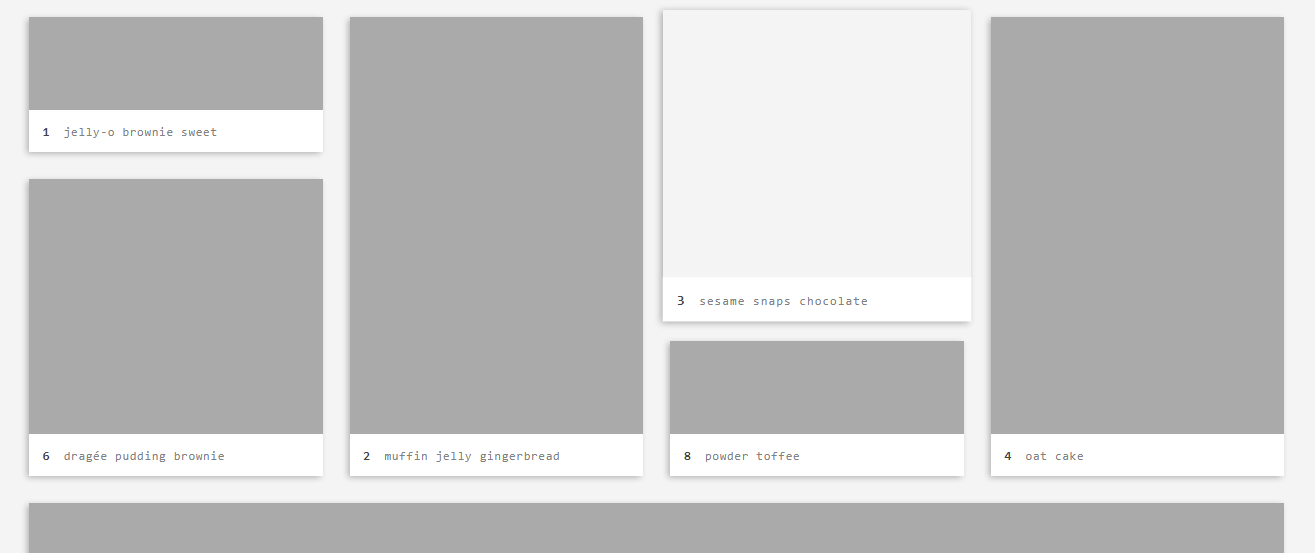 1 jelly-o brownie sweet
3 sesame snaps chocolate
6 dragée pudding brownie
2 muffin jelly gingerbread
8 powder toffee
4 oat cake